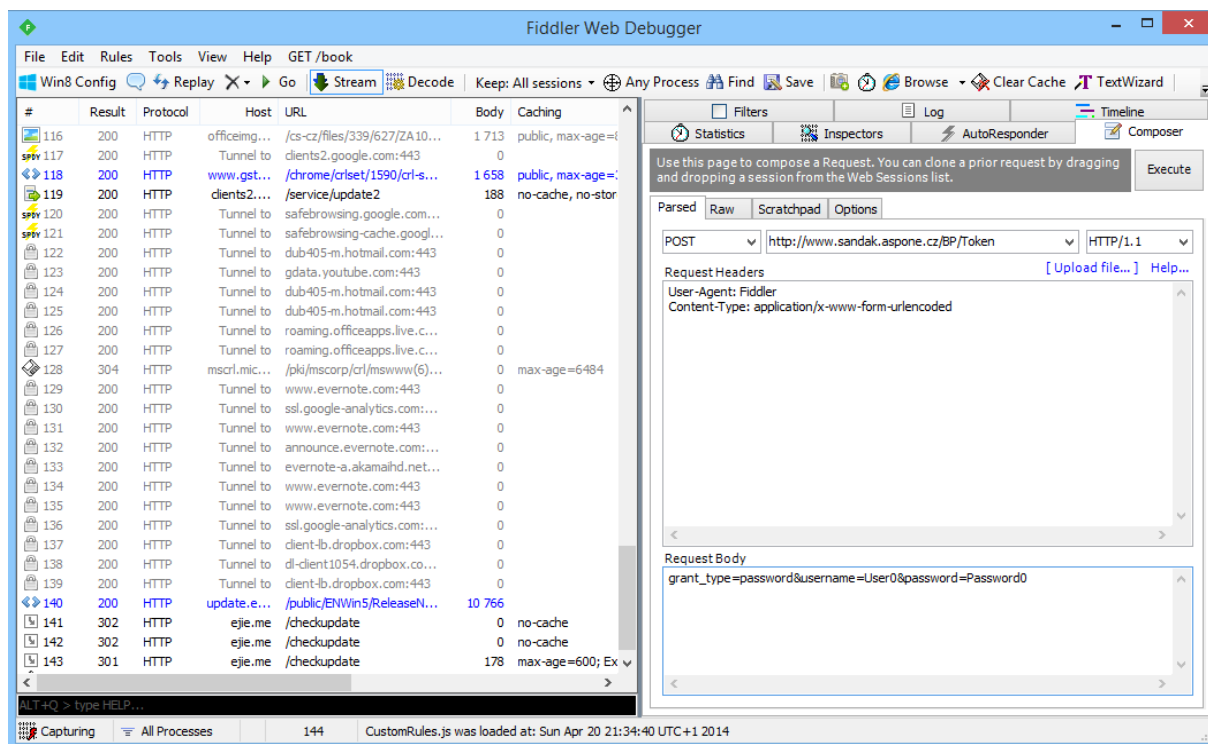 Fiddler Web Debugger
File Edit Rules Tools View Help GET /book
Win8 Config Replay Go Stream Decode Keep: All sessions Any Process Find Save Browse Clear Cache TextWizard
# Result Protocol Host URL Body Caching
116 200 HTTP officeimg... /cs-cz/files/339/627/ZA10... 1 713 public, max-age=
SPDY 117 200 HTTP Tunnel to clients2.google.com:443 0
118 200 HTTP www.gst... /chrome/crlset/1590/crl-s... 1 658 public, max-age=
119 200 HTTP clients2.... /service/update2 188 no-cache, no-stor
SPDY 120 200 HTTP Tunnel to safebrowsing.google.com... 0
SPDY 121 200 HTTP Tunnel to safebrowsing-cache.googl... 0
122 200 HTTP Tunnel to dub405-m.hotmail.com:443 0
123 200 HTTP Tunnel to gdata.youtube.com:443 0
124 200 HTTP Tunnel to dub405-m.hotmail.com:443 0
125 200 HTTP Tunnel to dub405-m.hotmail.com:443 0
126 200 HTTP Tunnel to roaming.officeapps.live.c... 0
127 200 HTTP Tunnel to roaming.officeapps.live.c... 0
128 304 HTTP mscrl.mic... /pki/mscorp/crl/mswww(6)... 0 max-age=6484
129 200 HTTP Tunnel to www.evernote.com:443 0
130 200 HTTP Tunnel to ssl.google-analytics.com:... 0
131 200 HTTP Tunnel to www.evernote.com:443 0
132 200 HTTP Tunnel to announce.evernote.com:... 0
133 200 HTTP Tunnel to evernote-a.akamaihd.net... 0
134 200 HTTP Tunnel to www.evernote.com:443 0
135 200 HTTP Tunnel to www.evernote.com:443 0
136 200 HTTP Tunnel to ssl.google-analytics.com:... 0
137 200 HTTP Tunnel to client-lb.dropbox.com:443 0
138 200 HTTP Tunnel to dl-client1054.dropbox.co... 0
139 200 HTTP Tunnel to client-lb.dropbox.com:443 0
140 200 HTTP update.e... /public/ENWin5/ReleaseN... 10 766
141 302 HTTP ejie.me /checkupdate 0 no-cache
142 302 HTTP ejie.me /checkupdate 0 no-cache
143 301 HTTP ejie.me /checkupdate 178 max-age=600; Ex
ALT+Q > type HELP...
Filters Log Timeline
Statistics Inspectors AutoResponder Composer
Use this page to compose a Request. You can clone a prior request by dragging
and dropping a session from the Web Sessions list.
Execute
Parsed Raw Scratchpad Options
POST http://www.sandak.aspone.cz/BP/Token HTTP/1.1
Request Headers [ Upload file... ] Help...
User-Agent: Fiddler
Content-Type: application/x-www-form-urlencoded
Request Body
grant_type=password&username=User0&password=Password0
Capturing All Processes 144 CustomRules.js was loaded at: Sun Apr 20 21:34:40 UTC+1 2014